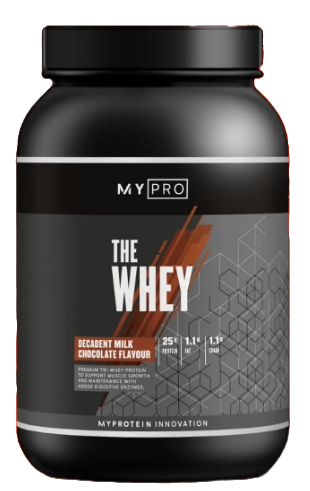 MYPRO
THE
WHEY
DECADENT MILK
CHOCOLATE FLAVOUR
25g 1.1g 1.1g
PROTEIN FAT SUGAR
PREMIUM TRI-WHEY PROTEIN
TO SUPPORT MUSCLE GROWTH
AND MAINTENANCE WITH
ADDED DIGESTIVE ENZYMES.
MYPROTEIN INNOVATION